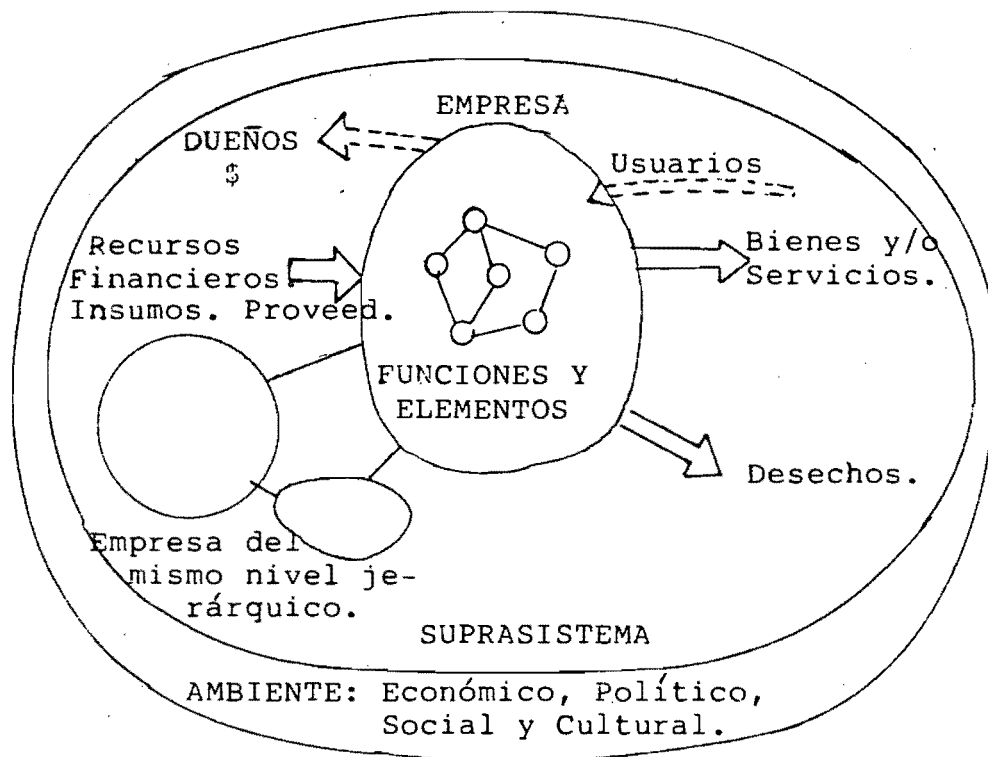 EMPRESA
DUEÑOS
$
Usuarios
Recursos
Financieros.
Insumos. Proveed.
Bienes y/o
Servicios.
FUNCIONES Y
ELEMENTOS
Desechos.
Empresa del
mismo nivel je-
rárquico.
SUPRASISTEMA
AMBIENTE: Económico, Político,
Social y Cultural.